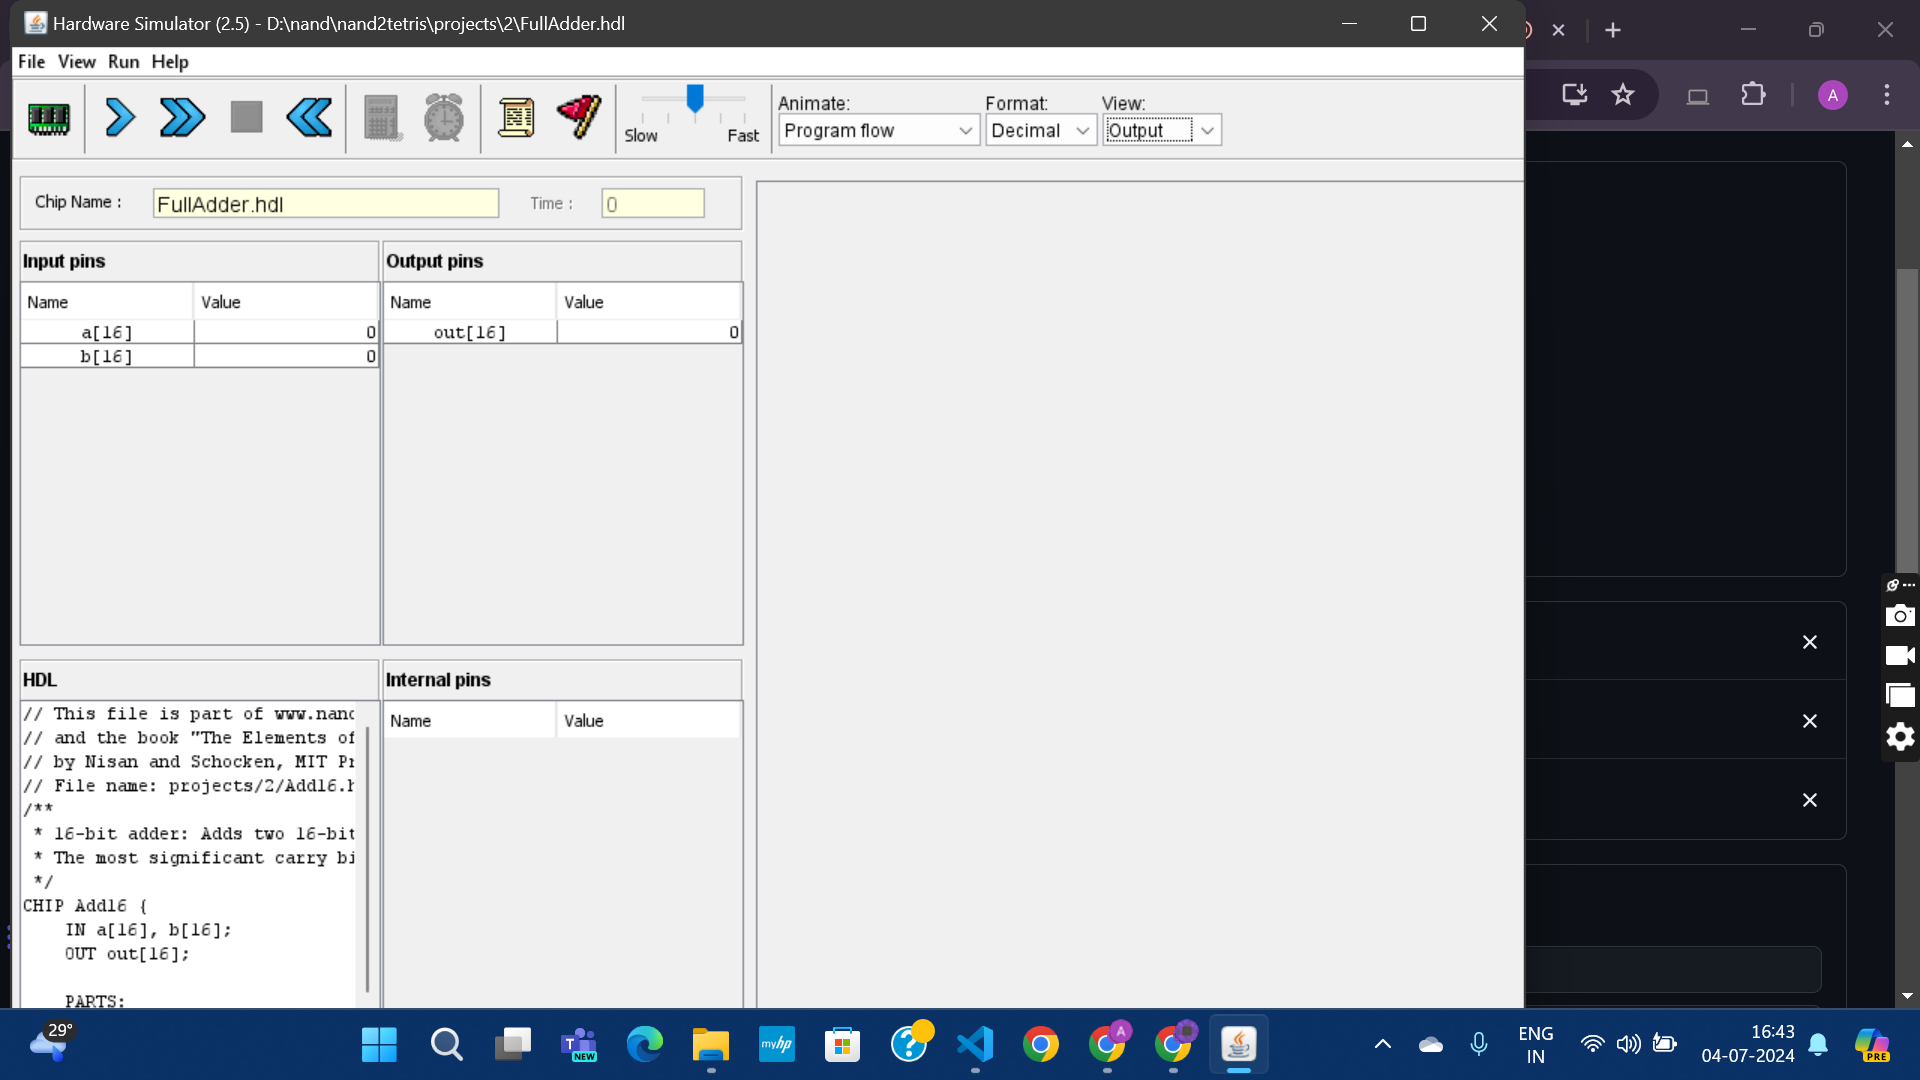 Hardware Simulator (2.5) - D:\nand\nand2tetris\projects\2\FullAdder.hdl
File View Run Help
Animate: Format: View:
Slow Fast Program flow Decimal Output
A
Chip Name : FullAdder.hdl Time : 0
Input pins Output pins
Name Value Name Value
a[16] 0 out[16] 0
b[16] 0
HDL Internal pins
Name Value
// This file is part of www.nand
// and the book "The Elements of
// by Nisan and Schocken, MIT Pr
// File name: projects/2/Add16.h
/**
* 16-bit adder: Adds two 16-bit
* The most significant carry bi
*/
CHIP Add16 {
IN a[16], b[16];
OUT out[16];
PARTS:
29°
NEW
myhp
A
ENG
IN
16:43
04-07-2024
PRE